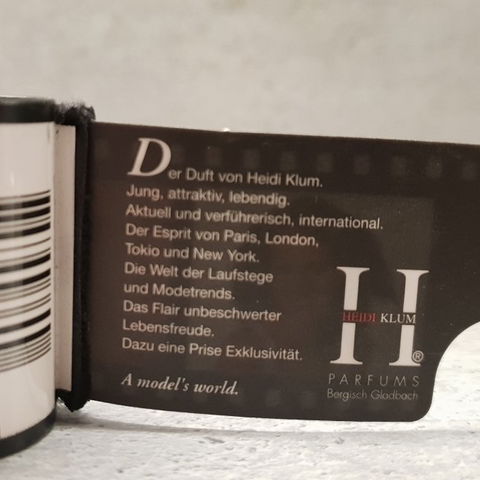 Der Duft von Heidi Klum.
Jung, attraktiv, lebendig.
Aktuell und verführerisch, international.
Der Esprit von Paris, London,
Tokio und New York.
Die Welt der Laufstege
und Modetrends.
Das Flair unbeschwerter
Lebensfreude.
Dazu eine Prise Exklusivität.
A model's world.
H
HEIDI KLUM
®
PARFUMS
Bergisch Gladbach